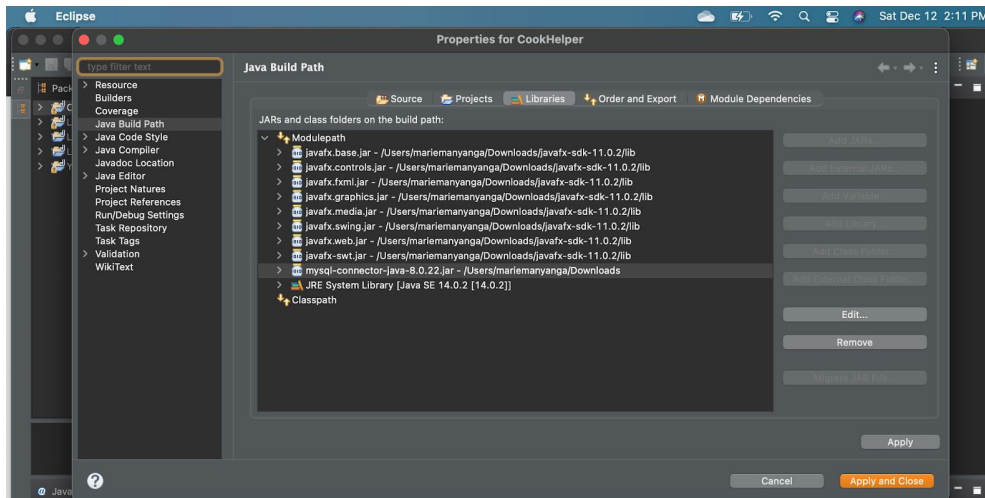 Eclipse
Sat Dec 12 2:11 PM
Properties for CookHelper
type filter text
Resource
Builders
Coverage
Java Build Path
Java Code Style
Java Compiler
Javadoc Location
Java Editor
Project Natures
Project References
Run/Debug Settings
Task Repository
Task Tags
Validation
WikiText
Java Build Path
Source Projects Libraries Order and Export Module Dependencies
JARs and class folders on the build path:
Modulepath
javafx.base.jar - /Users/mariemanyanga/Downloads/javafx-sdk-11.0.2/lib
javafx.controls.jar - /Users/mariemanyanga/Downloads/javafx-sdk-11.0.2/lib
javafx.fxml.jar - /Users/mariemanyanga/Downloads/javafx-sdk-11.0.2/lib
javafx.graphics.jar - /Users/mariemanyanga/Downloads/javafx-sdk-11.0.2/lib
javafx.media.jar - /Users/mariemanyanga/Downloads/javafx-sdk-11.0.2/lib
javafx.swing.jar - /Users/mariemanyanga/Downloads/javafx-sdk-11.0.2/lib
javafx.web.jar - /Users/mariemanyanga/Downloads/javafx-sdk-11.0.2/lib
javafx-swt.jar - /Users/mariemanyanga/Downloads/javafx-sdk-11.0.2/lib
mysql-connector-java-8.0.22.jar - /Users/mariemanyanga/Downloads
JRE System Library [Java SE 14.0.2 [14.0.2]]
Classpath
Add JARs...
Add External JARs...
Add Variable...
Add Library...
Add Class Folder...
Add External Class Folder...
Edit...
Remove
Migrate JAR File...
Apply
Cancel
Apply and Close
Pack
Java